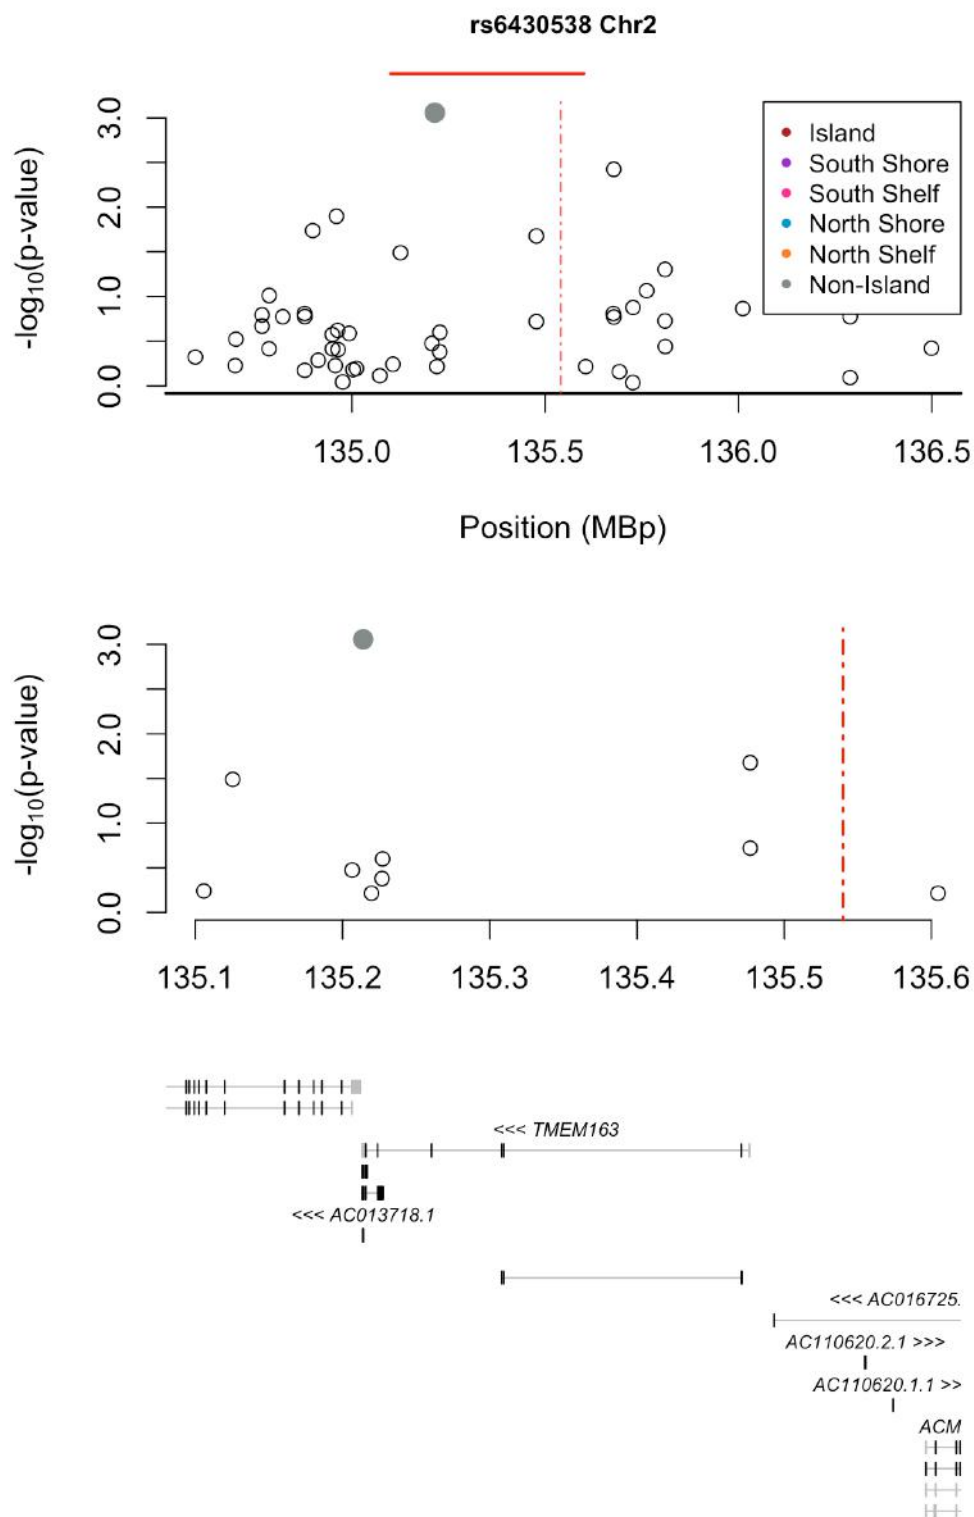 rs6430538 Chr2
-log10(p-value)
0.0 1.0 2.0 3.0
Island
South Shore
South Shelf
North Shore
North Shelf
Non-Island
135.0 135.5 136.0 136.5
Position (MBp)
-log10(p-value)
0.0 1.0 2.0 3.0
135.1 135.2 135.3 135.4 135.5 135.6
<<< TMEM163
<<< AC013718.1
<<< AC016725.
AC110620.2.1 >>>
AC110620.1.1 >>
ACM